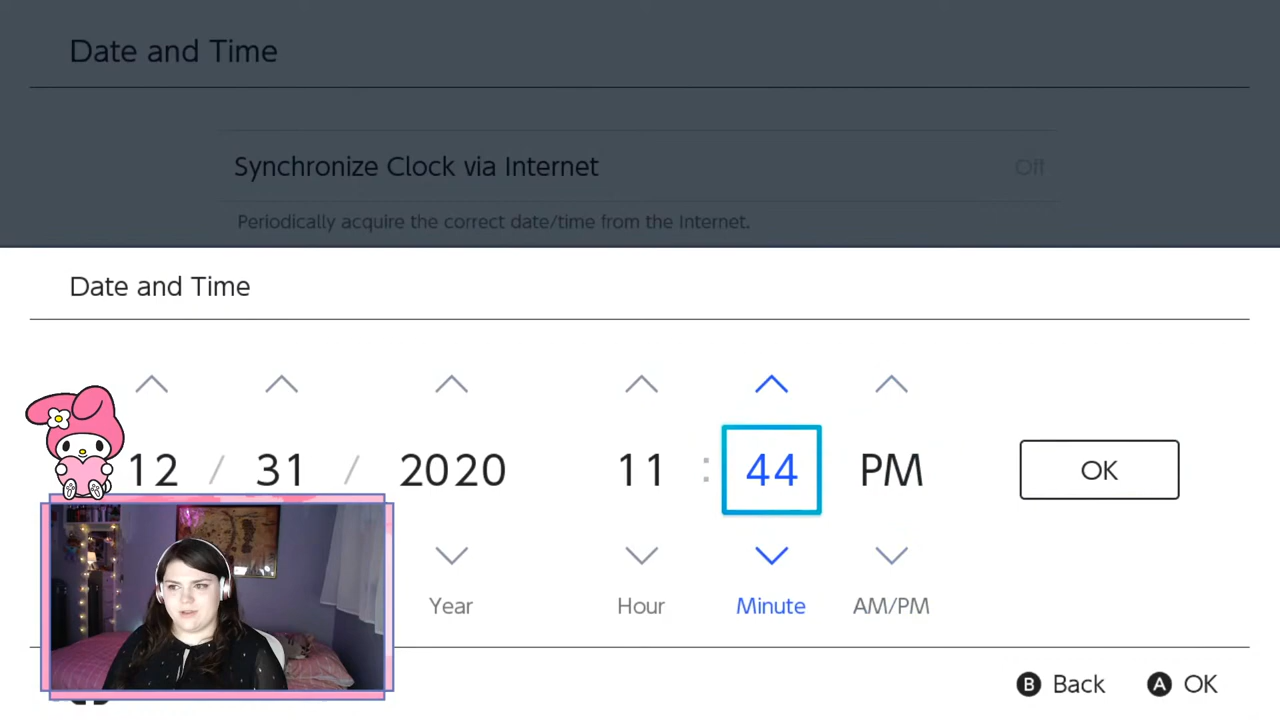 Date and Time
Synchronize Clock via Internet Off
Periodically acquire the correct date/time from the Internet.
Date and Time
12 / 31 / 2020 11 : 44 PM OK
Year Hour Minute AM/PM
B Back A OK